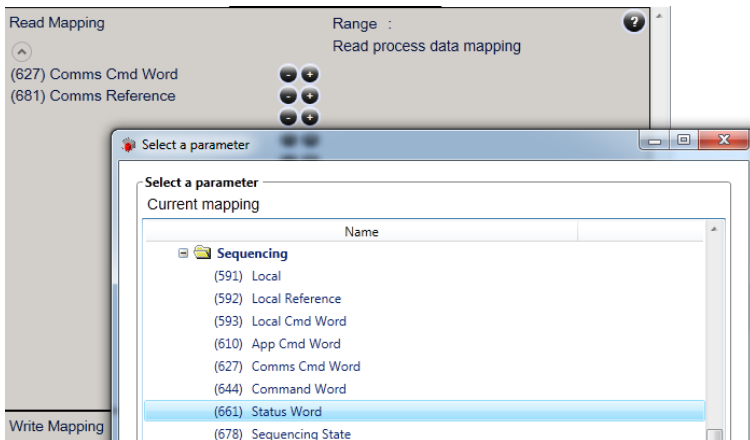 Read Mapping
Range :
?
Read process data mapping
(627) Comms Cmd Word
- +
(681) Comms Reference
- +
- +
Select a parameter
X
Select a parameter
Current mapping
Name
Sequencing
(591) Local
(592) Local Reference
(593) Local Cmd Word
(610) App Cmd Word
(627) Comms Cmd Word
(644) Command Word
(661) Status Word
(678) Sequencing State
Write Mapping